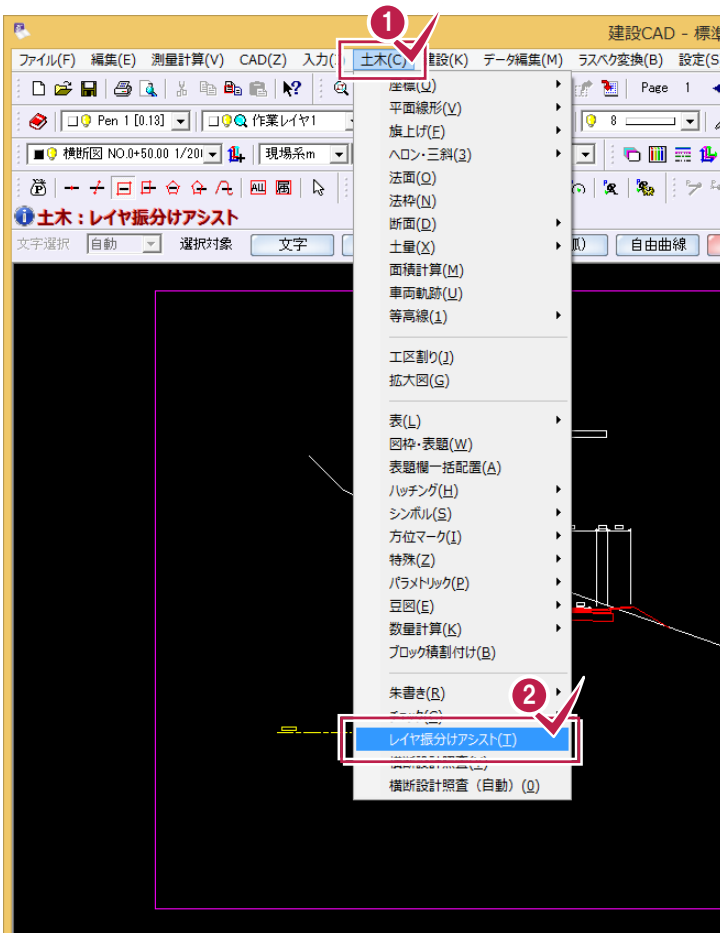 1
建設CAD - 標準
ファイル(F) 編集(E) 測量計算(V) CAD(Z) 入力( 土木(C) 建設(K) データ編集(M) ラスベク変換(B) 設定(S
Page 1
Pen 1 [0.13] 作業レイヤ1 8
横断図 NO.0+50.00 1/20 現場系m
ALL 図
土木：レイヤ振分けアシスト
文字選択 自動 選択対象 文字 自由曲線
座標(Q)
平面線形(V)
旗上げ(F)
ヘロン・三斜(3)
法面(O)
法枠(N)
断面(D)
土量(X)
面積計算(M)
車両軌跡(U)
等高線(1)
工区割り(J)
拡大図(G)
表(L)
図枠・表題(W)
表題欄一括配置(A)
ハッチング(H)
シンボル(S)
方位マーク(I)
特殊(Z)
パラメトリック(P)
豆図(E)
数量計算(K)
ブロック積割付け(B)
朱書き(R)
2
レイヤ振分けアシスト(T)
横断設計照査（自動）(0)